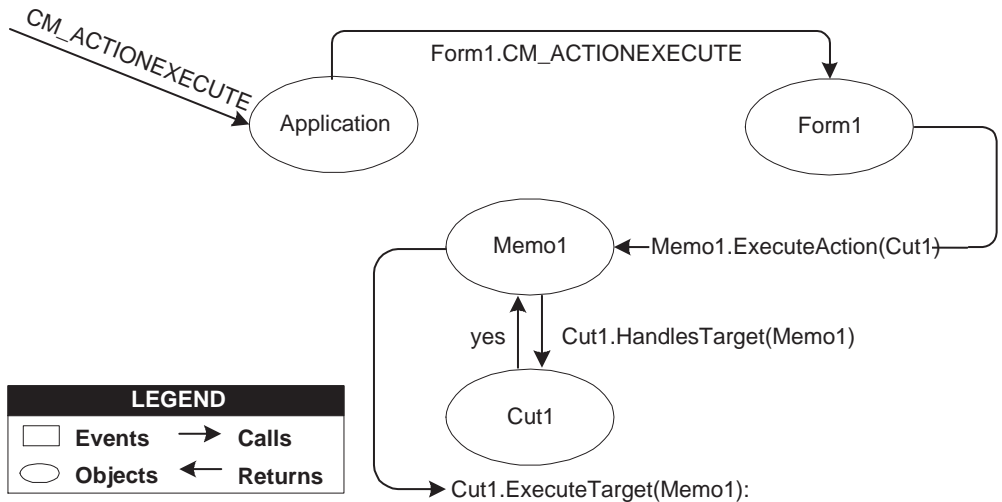 CM_ACTIONEXECUTE
Form1.CM_ACTIONEXECUTE
Application
Form1
Memo1
Memo1.ExecuteAction(Cut1)
yes
Cut1.HandlesTarget(Memo1)
Cut1
LEGEND
Events
Calls
Objects
Returns
Cut1.ExecuteTarget(Memo1):